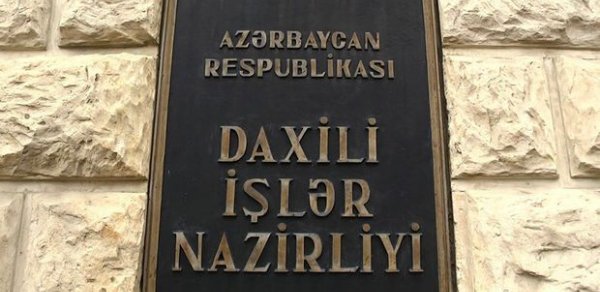 AZƏRBAYCAN
RESPUBLİKASI
DAXİLİ
İŞLƏR
NAZİRLİYİ